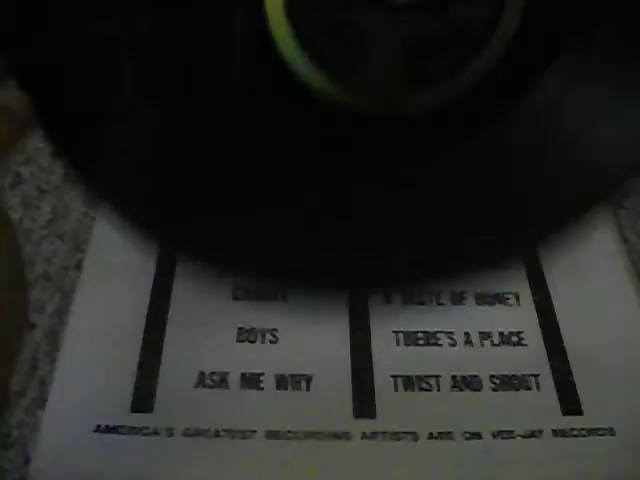 A TASTE OF HONEY
BOYS
THERE'S A PLACE
ASK ME WHY
TWIST AND SHOUT
AMERICA'S GREATEST RECORDING ARTISTS ARE ON VEE-JAY RECORDS